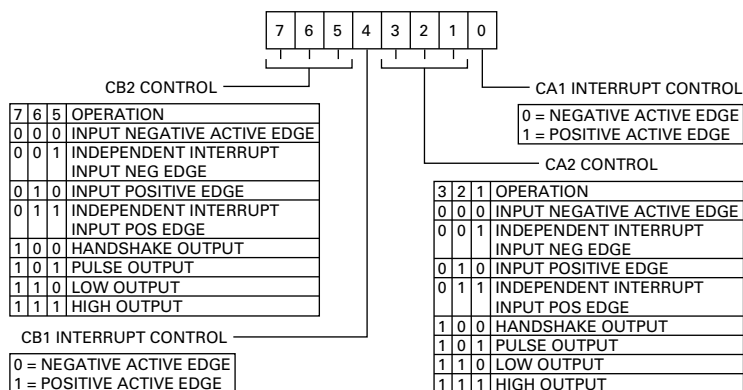 7 6 5 4 3 2 1 0
CB2 CONTROL
7 6 5 OPERATION
0 0 0 INPUT NEGATIVE ACTIVE EDGE
0 0 1 INDEPENDENT INTERRUPT
INPUT NEG EDGE
0 1 0 INPUT POSITIVE EDGE
0 1 1 INDEPENDENT INTERRUPT
INPUT POS EDGE
1 0 0 HANDSHAKE OUTPUT
1 0 1 PULSE OUTPUT
1 1 0 LOW OUTPUT
1 1 1 HIGH OUTPUT
CB1 INTERRUPT CONTROL
0 = NEGATIVE ACTIVE EDGE
1 = POSITIVE ACTIVE EDGE
CA1 INTERRUPT CONTROL
0 = NEGATIVE ACTIVE EDGE
1 = POSITIVE ACTIVE EDGE
CA2 CONTROL
3 2 1 OPERATION
0 0 0 INPUT NEGATIVE ACTIVE EDGE
0 0 1 INDEPENDENT INTERRUPT
INPUT NEG EDGE
0 1 0 INPUT POSITIVE EDGE
0 1 1 INDEPENDENT INTERRUPT
INPUT POS EDGE
1 0 0 HANDSHAKE OUTPUT
1 0 1 PULSE OUTPUT
1 1 0 LOW OUTPUT
1 1 1 HIGH OUTPUT